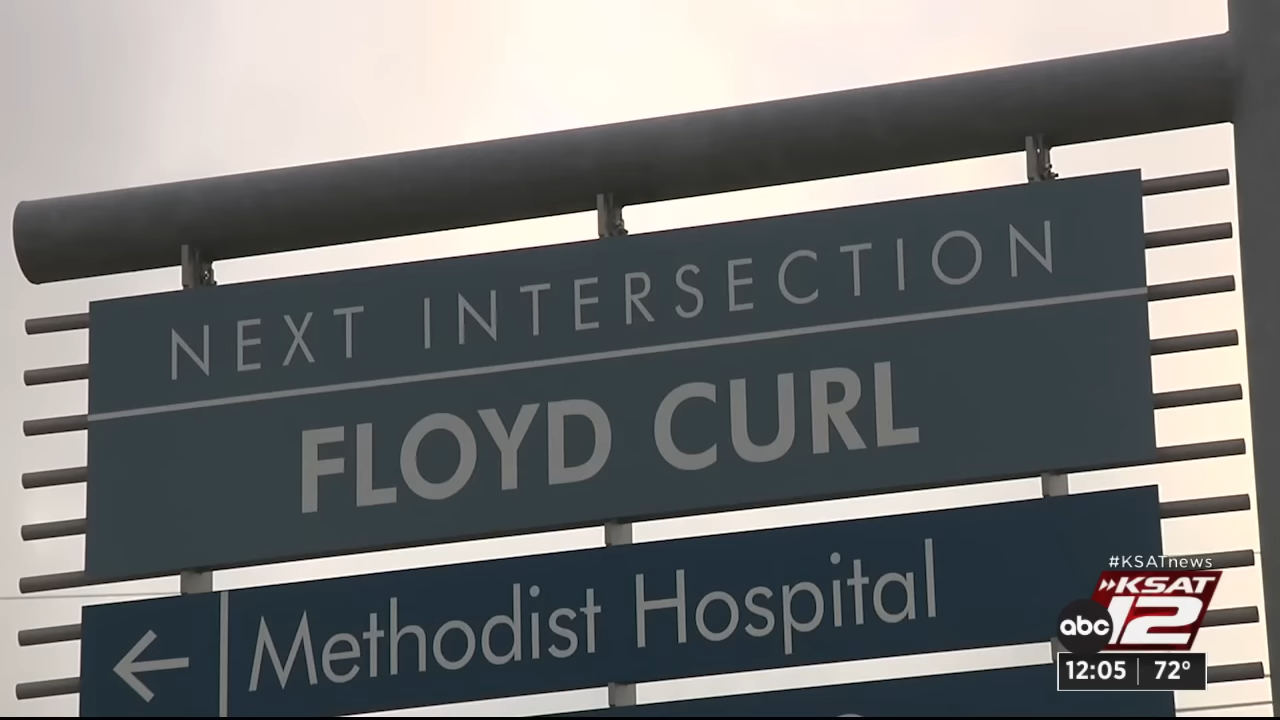 NEXT INTERSECTION
FLOYD CURL
← Methodist Hospital
#KSATnews
KSAT
abc 12
12:05 72°